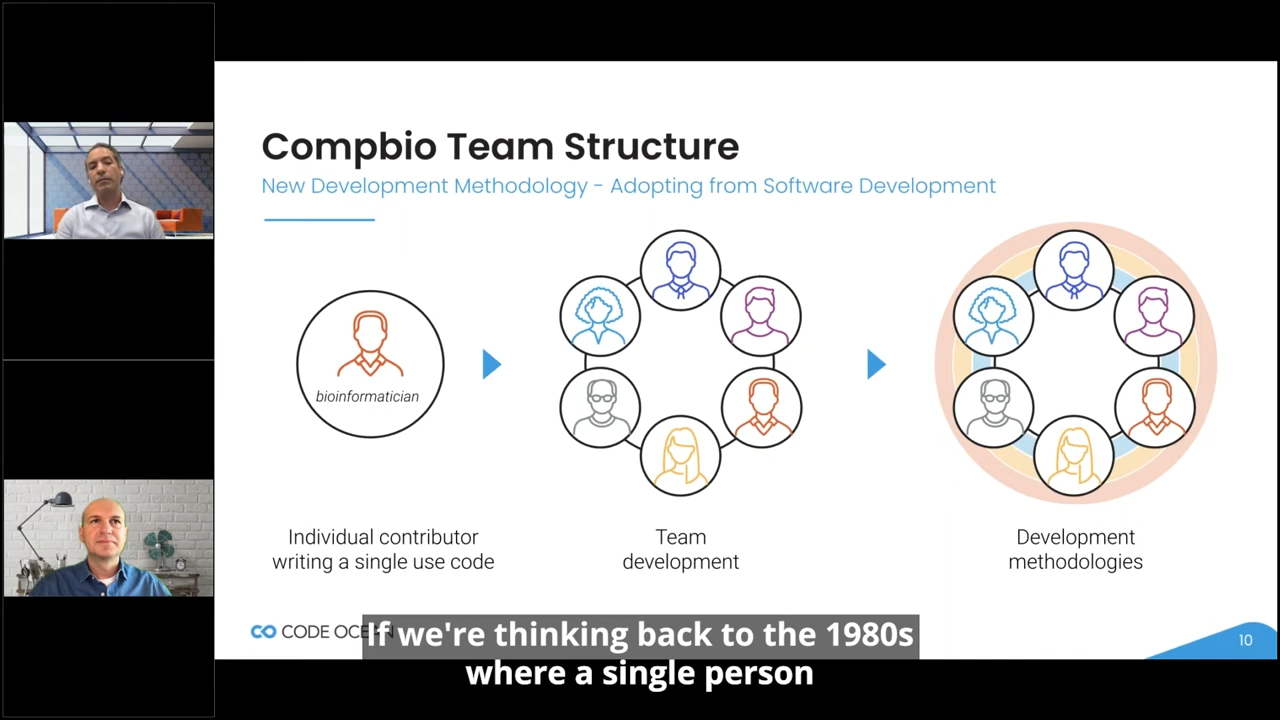 Compbio Team Structure
New Development Methodology - Adopting from Software Development
bioinformatician
Individual contributor
writing a single use code
Team
development
Development
methodologies
CODE
If we're thinking back to the 1980s
where a single person
10